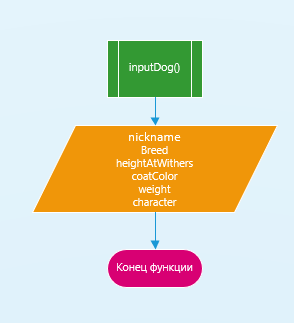 inputDog()
nickname
Breed
heightAtWithers
coatColor
weight
character
Конец функции